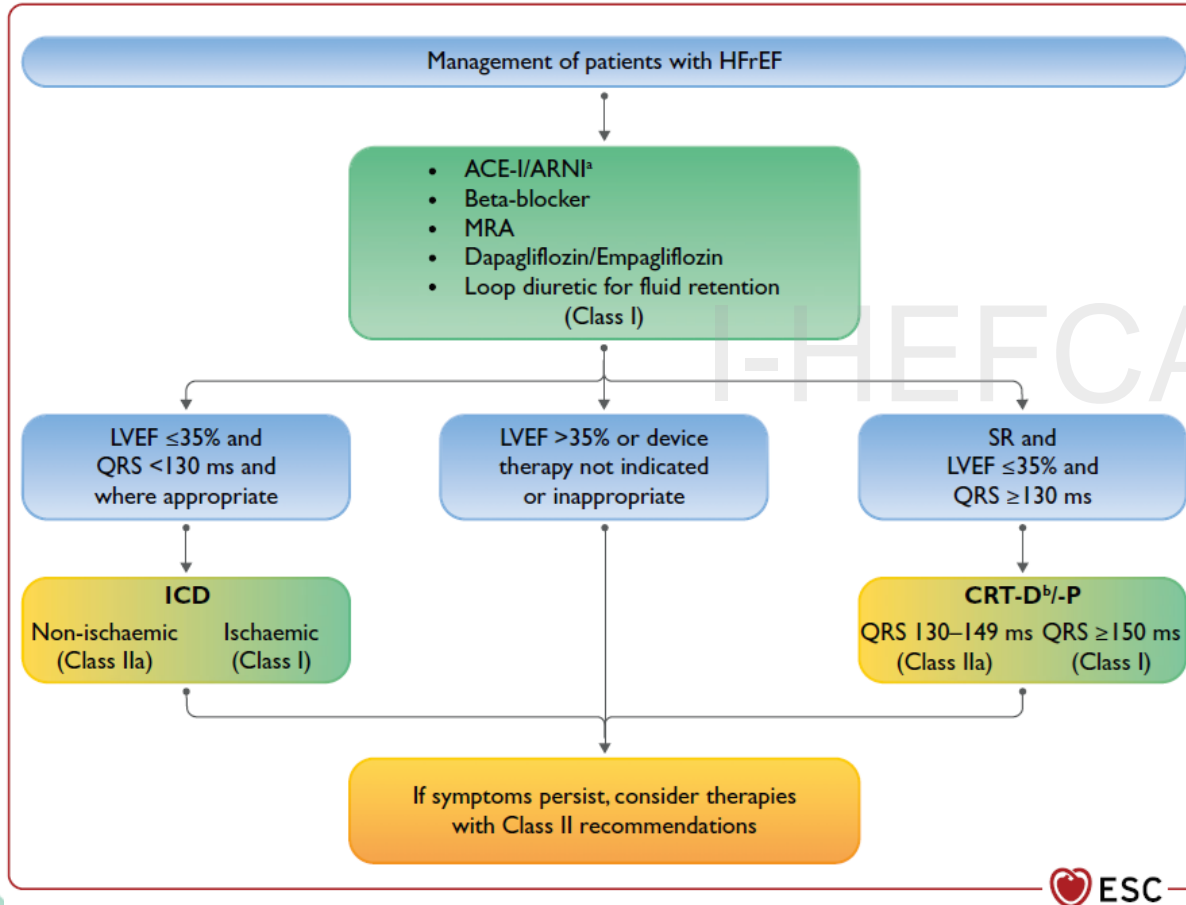 Management of patients with HFrEF
• ACE-I/ARNIᵃ
• Beta-blocker
• MRA
• Dapagliflozin/Empagliflozin
• Loop diuretic for fluid retention
(Class I)
I-HEFCA
LVEF ≤35% and
QRS <130 ms and
where appropriate
LVEF >35% or device
therapy not indicated
or inappropriate
SR and
LVEF ≤35% and
QRS ≥130 ms
ICD
Non-ischaemic
(Class IIa)
Ischaemic
(Class I)
CRT-Dᵇ/-P
QRS 130–149 ms
(Class IIa)
QRS ≥150 ms
(Class I)
If symptoms persist, consider therapies
with Class II recommendations
ESC